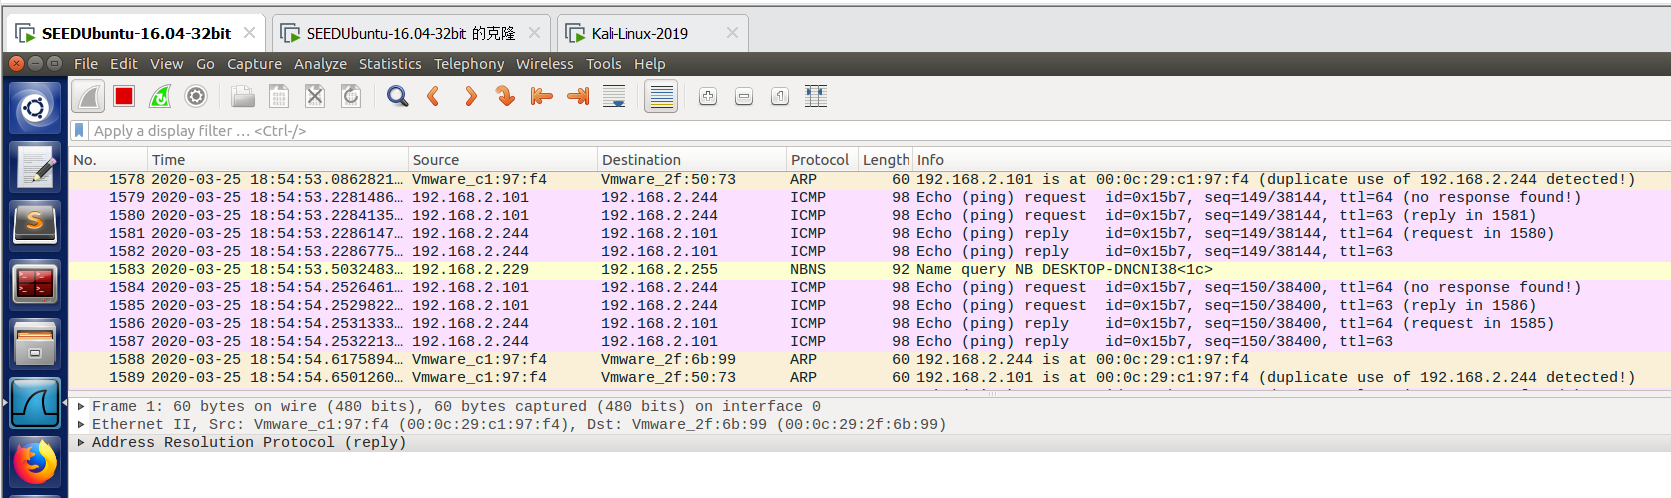 SEEDUbuntu-16.04-32bit SEEDUbuntu-16.04-32bit 的克隆 Kali-Linux-2019
File Edit View Go Capture Analyze Statistics Telephony Wireless Tools Help
Apply a display filter … <Ctrl-/>
No. Time Source Destination Protocol Length Info
1578 2020-03-25 18:54:53.0862821… Vmware_c1:97:f4 Vmware_2f:50:73 ARP 60 192.168.2.101 is at 00:0c:29:c1:97:f4 (duplicate use of 192.168.2.244 detected!)
1579 2020-03-25 18:54:53.2281486… 192.168.2.101 192.168.2.244 ICMP 98 Echo (ping) request id=0x15b7, seq=149/38144, ttl=64 (no response found!)
1580 2020-03-25 18:54:53.2284135… 192.168.2.101 192.168.2.244 ICMP 98 Echo (ping) request id=0x15b7, seq=149/38144, ttl=63 (reply in 1581)
1581 2020-03-25 18:54:53.2286147… 192.168.2.244 192.168.2.101 ICMP 98 Echo (ping) reply id=0x15b7, seq=149/38144, ttl=64 (request in 1580)
1582 2020-03-25 18:54:53.2286775… 192.168.2.244 192.168.2.101 ICMP 98 Echo (ping) reply id=0x15b7, seq=149/38144, ttl=63
1583 2020-03-25 18:54:53.5032483… 192.168.2.229 192.168.2.255 NBNS 92 Name query NB DESKTOP-DNCNI38<1c>
1584 2020-03-25 18:54:54.2526461… 192.168.2.101 192.168.2.244 ICMP 98 Echo (ping) request id=0x15b7, seq=150/38400, ttl=64 (no response found!)
1585 2020-03-25 18:54:54.2529822… 192.168.2.101 192.168.2.244 ICMP 98 Echo (ping) request id=0x15b7, seq=150/38400, ttl=63 (reply in 1586)
1586 2020-03-25 18:54:54.2531333… 192.168.2.244 192.168.2.101 ICMP 98 Echo (ping) reply id=0x15b7, seq=150/38400, ttl=64 (request in 1585)
1587 2020-03-25 18:54:54.2532213… 192.168.2.244 192.168.2.101 ICMP 98 Echo (ping) reply id=0x15b7, seq=150/38400, ttl=63
1588 2020-03-25 18:54:54.6175894… Vmware_c1:97:f4 Vmware_2f:6b:99 ARP 60 192.168.2.244 is at 00:0c:29:c1:97:f4
1589 2020-03-25 18:54:54.6501260… Vmware_c1:97:f4 Vmware_2f:50:73 ARP 60 192.168.2.101 is at 00:0c:29:c1:97:f4 (duplicate use of 192.168.2.244 detected!)
Frame 1: 60 bytes on wire (480 bits), 60 bytes captured (480 bits) on interface 0
Ethernet II, Src: Vmware_c1:97:f4 (00:0c:29:c1:97:f4), Dst: Vmware_2f:6b:99 (00:0c:29:2f:6b:99)
Address Resolution Protocol (reply)